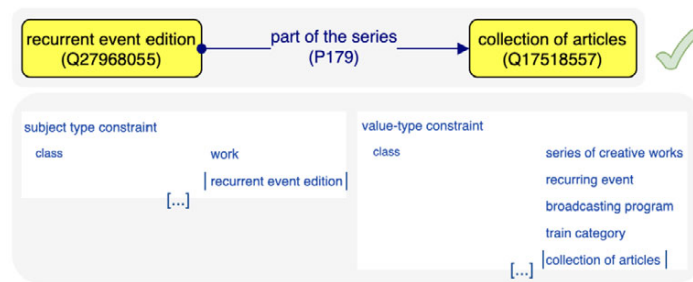 recurrent event edition
(Q27968055)
part of the series
(P179)
collection of articles
(Q17518557)
subject type constraint
class
work
recurrent event edition
[...]
value-type constraint
class
series of creative works
recurring event
broadcasting program
train category
collection of articles
[...]